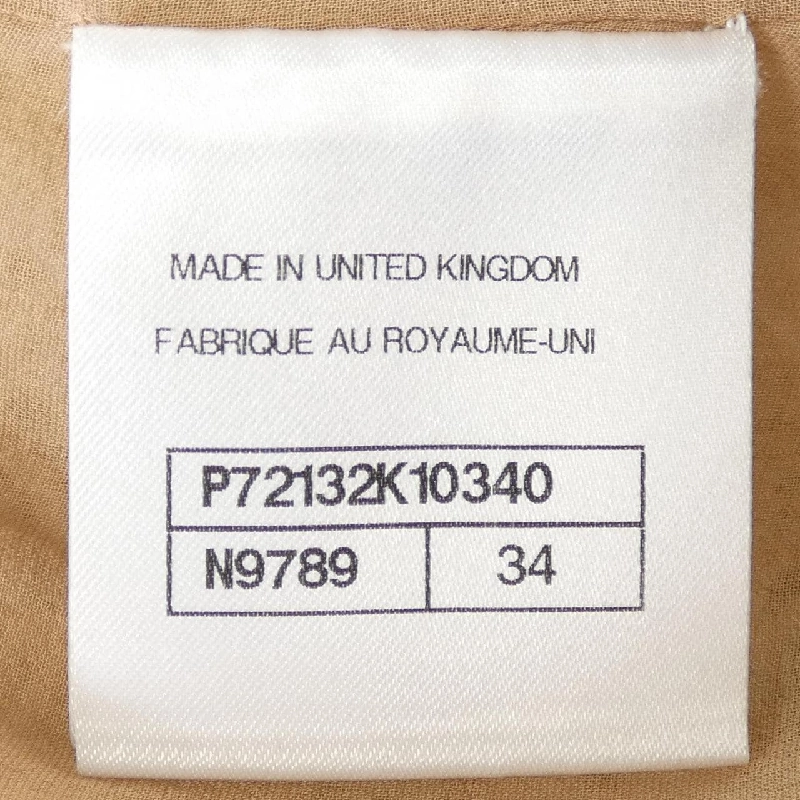 MADE IN UNITED KINGDOM
FABRIQUE AU ROYAUME-UNI
P72132K10340
N9789 34